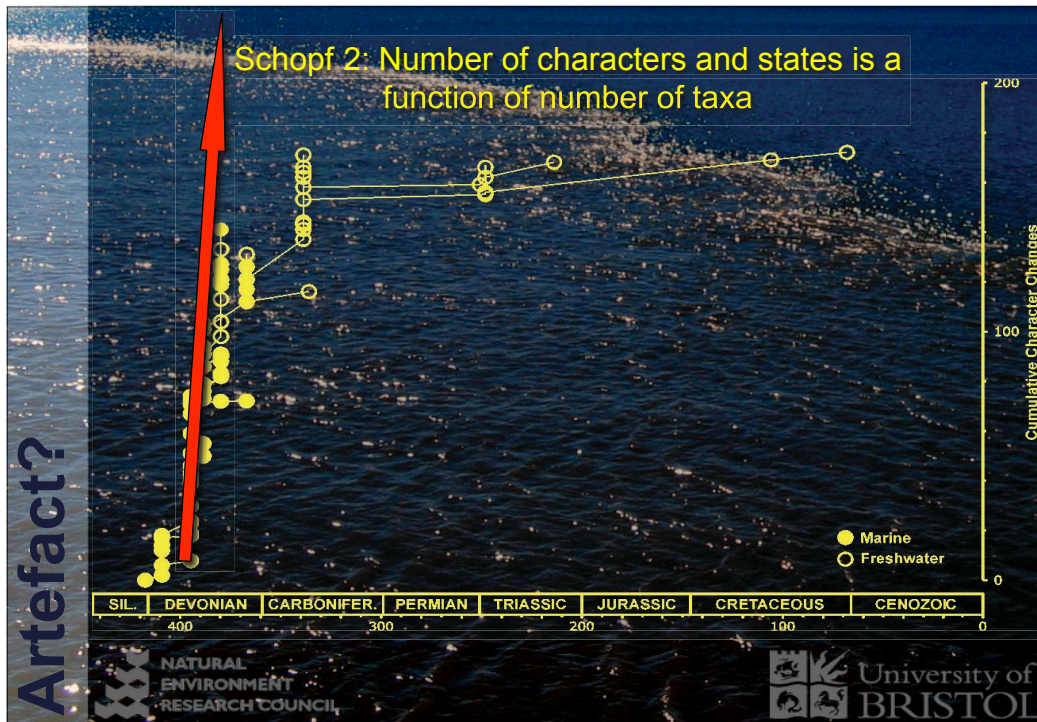 Schopf 2: Number of characters and states is a
function of number of taxa
Artefact?
200
100
0
Cumulative Character Changes
Marine
Freshwater
SIL. DEVONIAN CARBONIFER. PERMIAN TRIASSIC JURASSIC CRETACEOUS CENOZOIC
400 300 200 100 0
NATURAL
ENVIRONMENT
RESEARCH COUNCIL
University of
BRISTOL